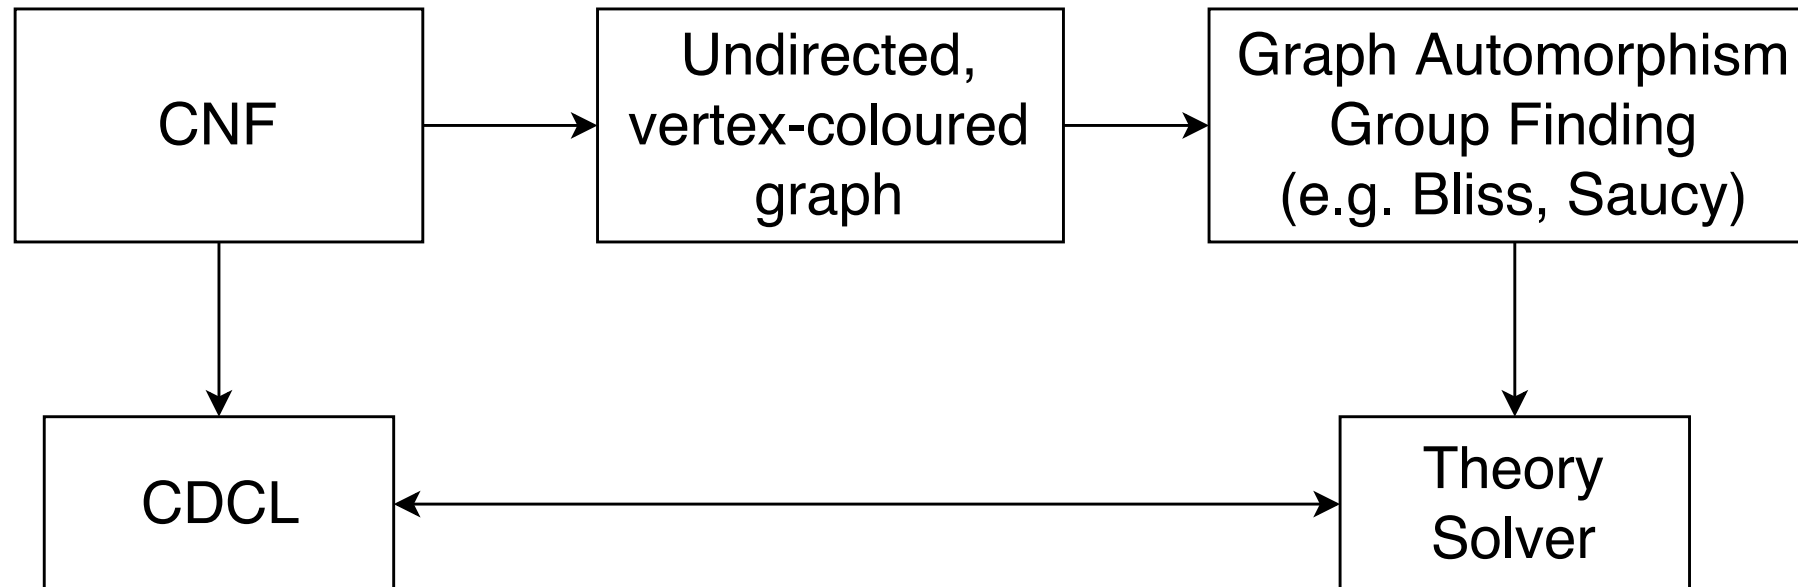 CNF
Undirected,
vertex-coloured
graph
Graph Automorphism
Group Finding
(e.g. Bliss, Saucy)
CDCL
Theory
Solver